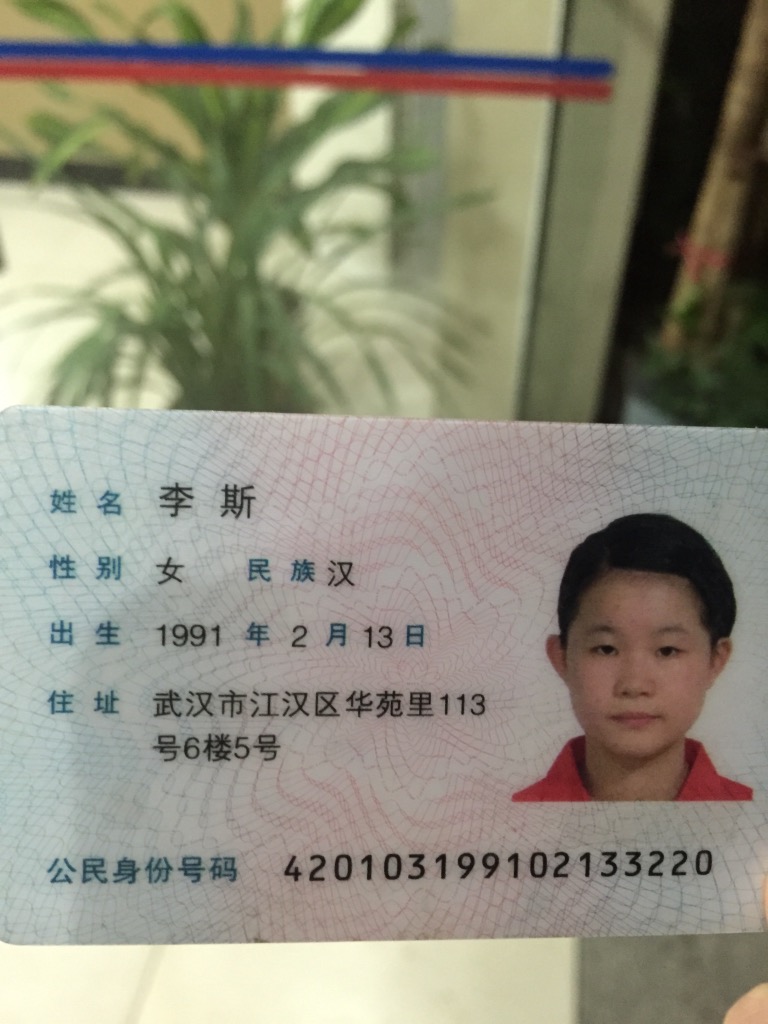 姓名 李斯
性别 女 民族 汉
出生 1991 年 2 月 13 日
住址 武汉市江汉区华苑里113
号6楼5号
公民身份号码 420103199102133220